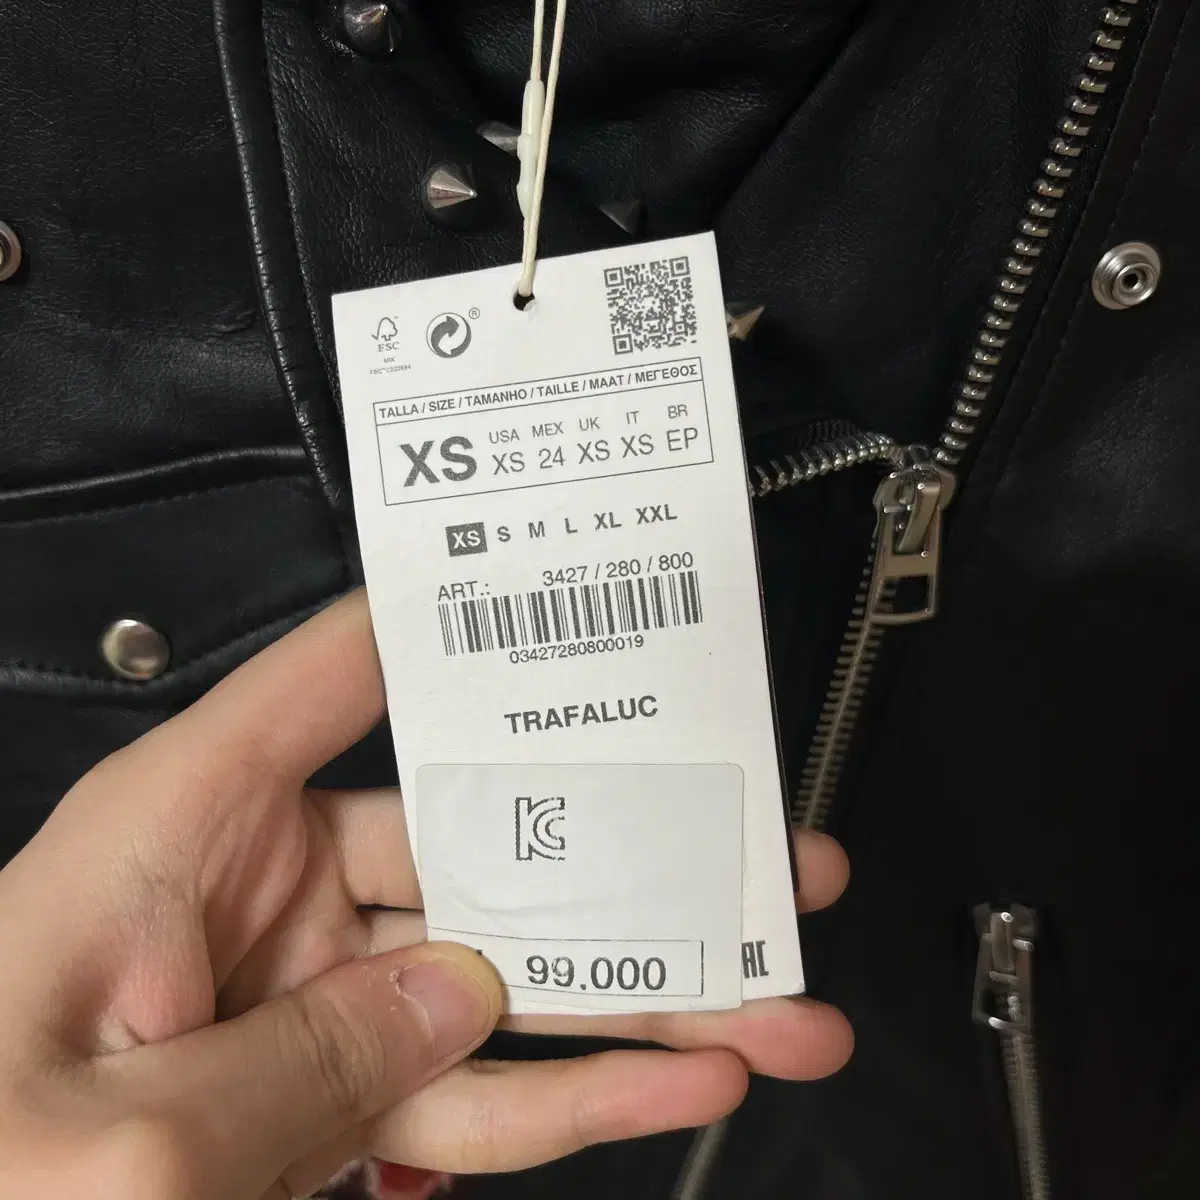 FSC
MIX
®
TALLA / SIZE / TAMANHO / TAILLE / MAAT / ΜΕΓΕΘΟΣ
XS USA XS MEX 24 UK XS IT XS BR EP
XS S M L XL XXL
ART.: 3427 / 280 / 800
03427280800019
TRAFALUC
KC
99.000